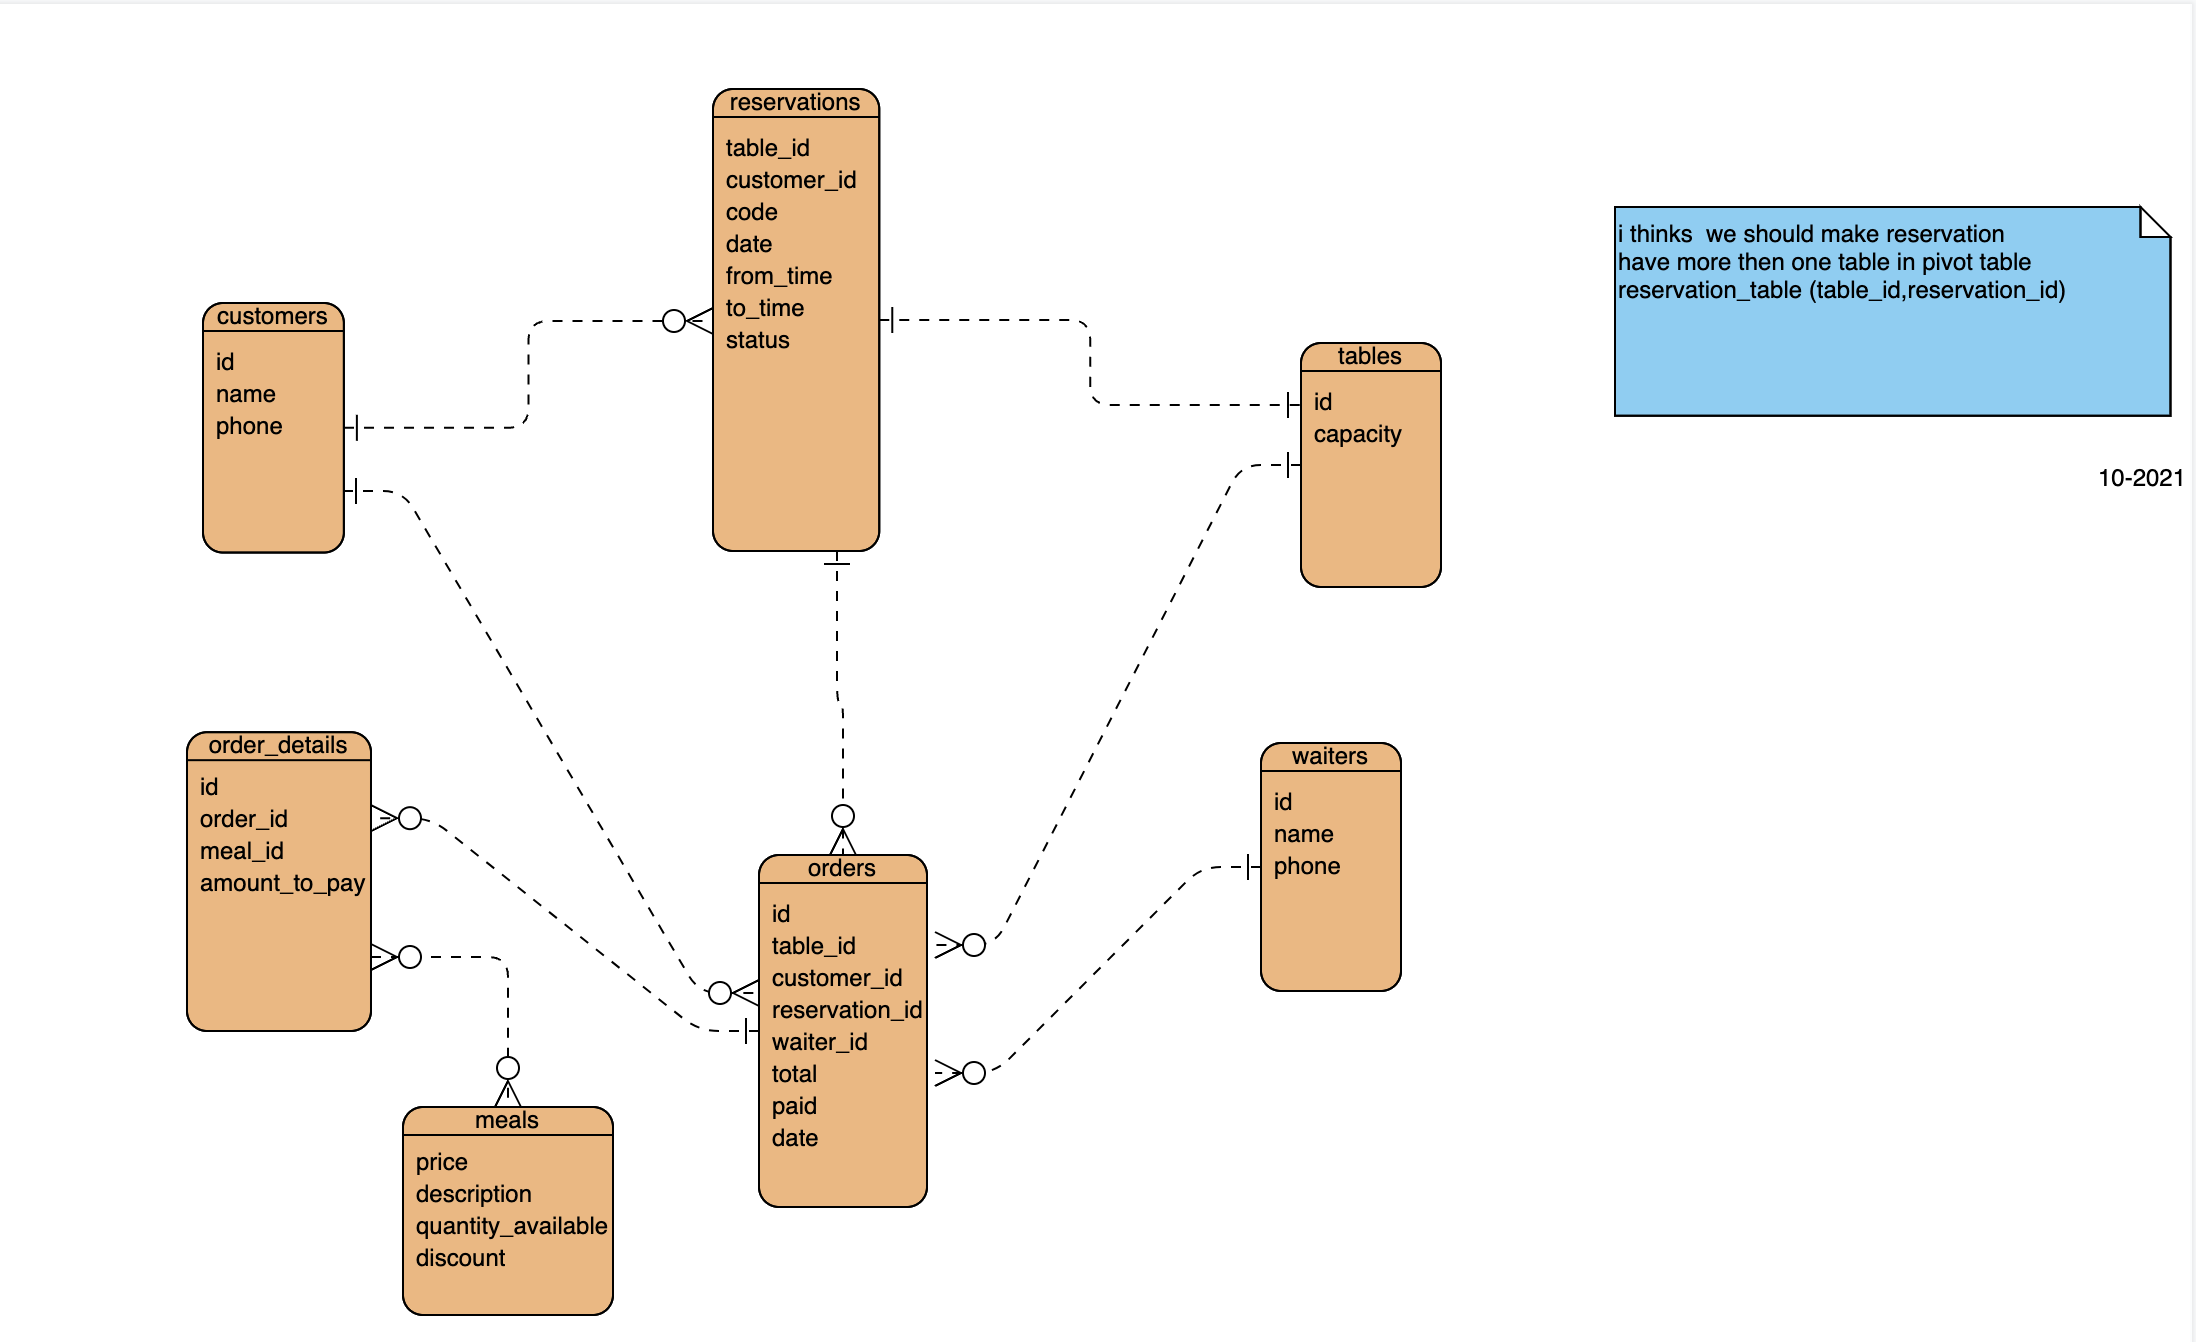 reservations
table_id
customer_id
code
date
from_time
to_time
status
customers
id
name
phone
tables
id
capacity
i thinks  we should make reservation
have more then one table in pivot table
reservation_table (table_id,reservation_id)
10-2021
order_details
id
order_id
meal_id
amount_to_pay
waiters
id
name
phone
orders
id
table_id
customer_id
reservation_id
waiter_id
total
paid
date
meals
price
description
quantity_available
discount